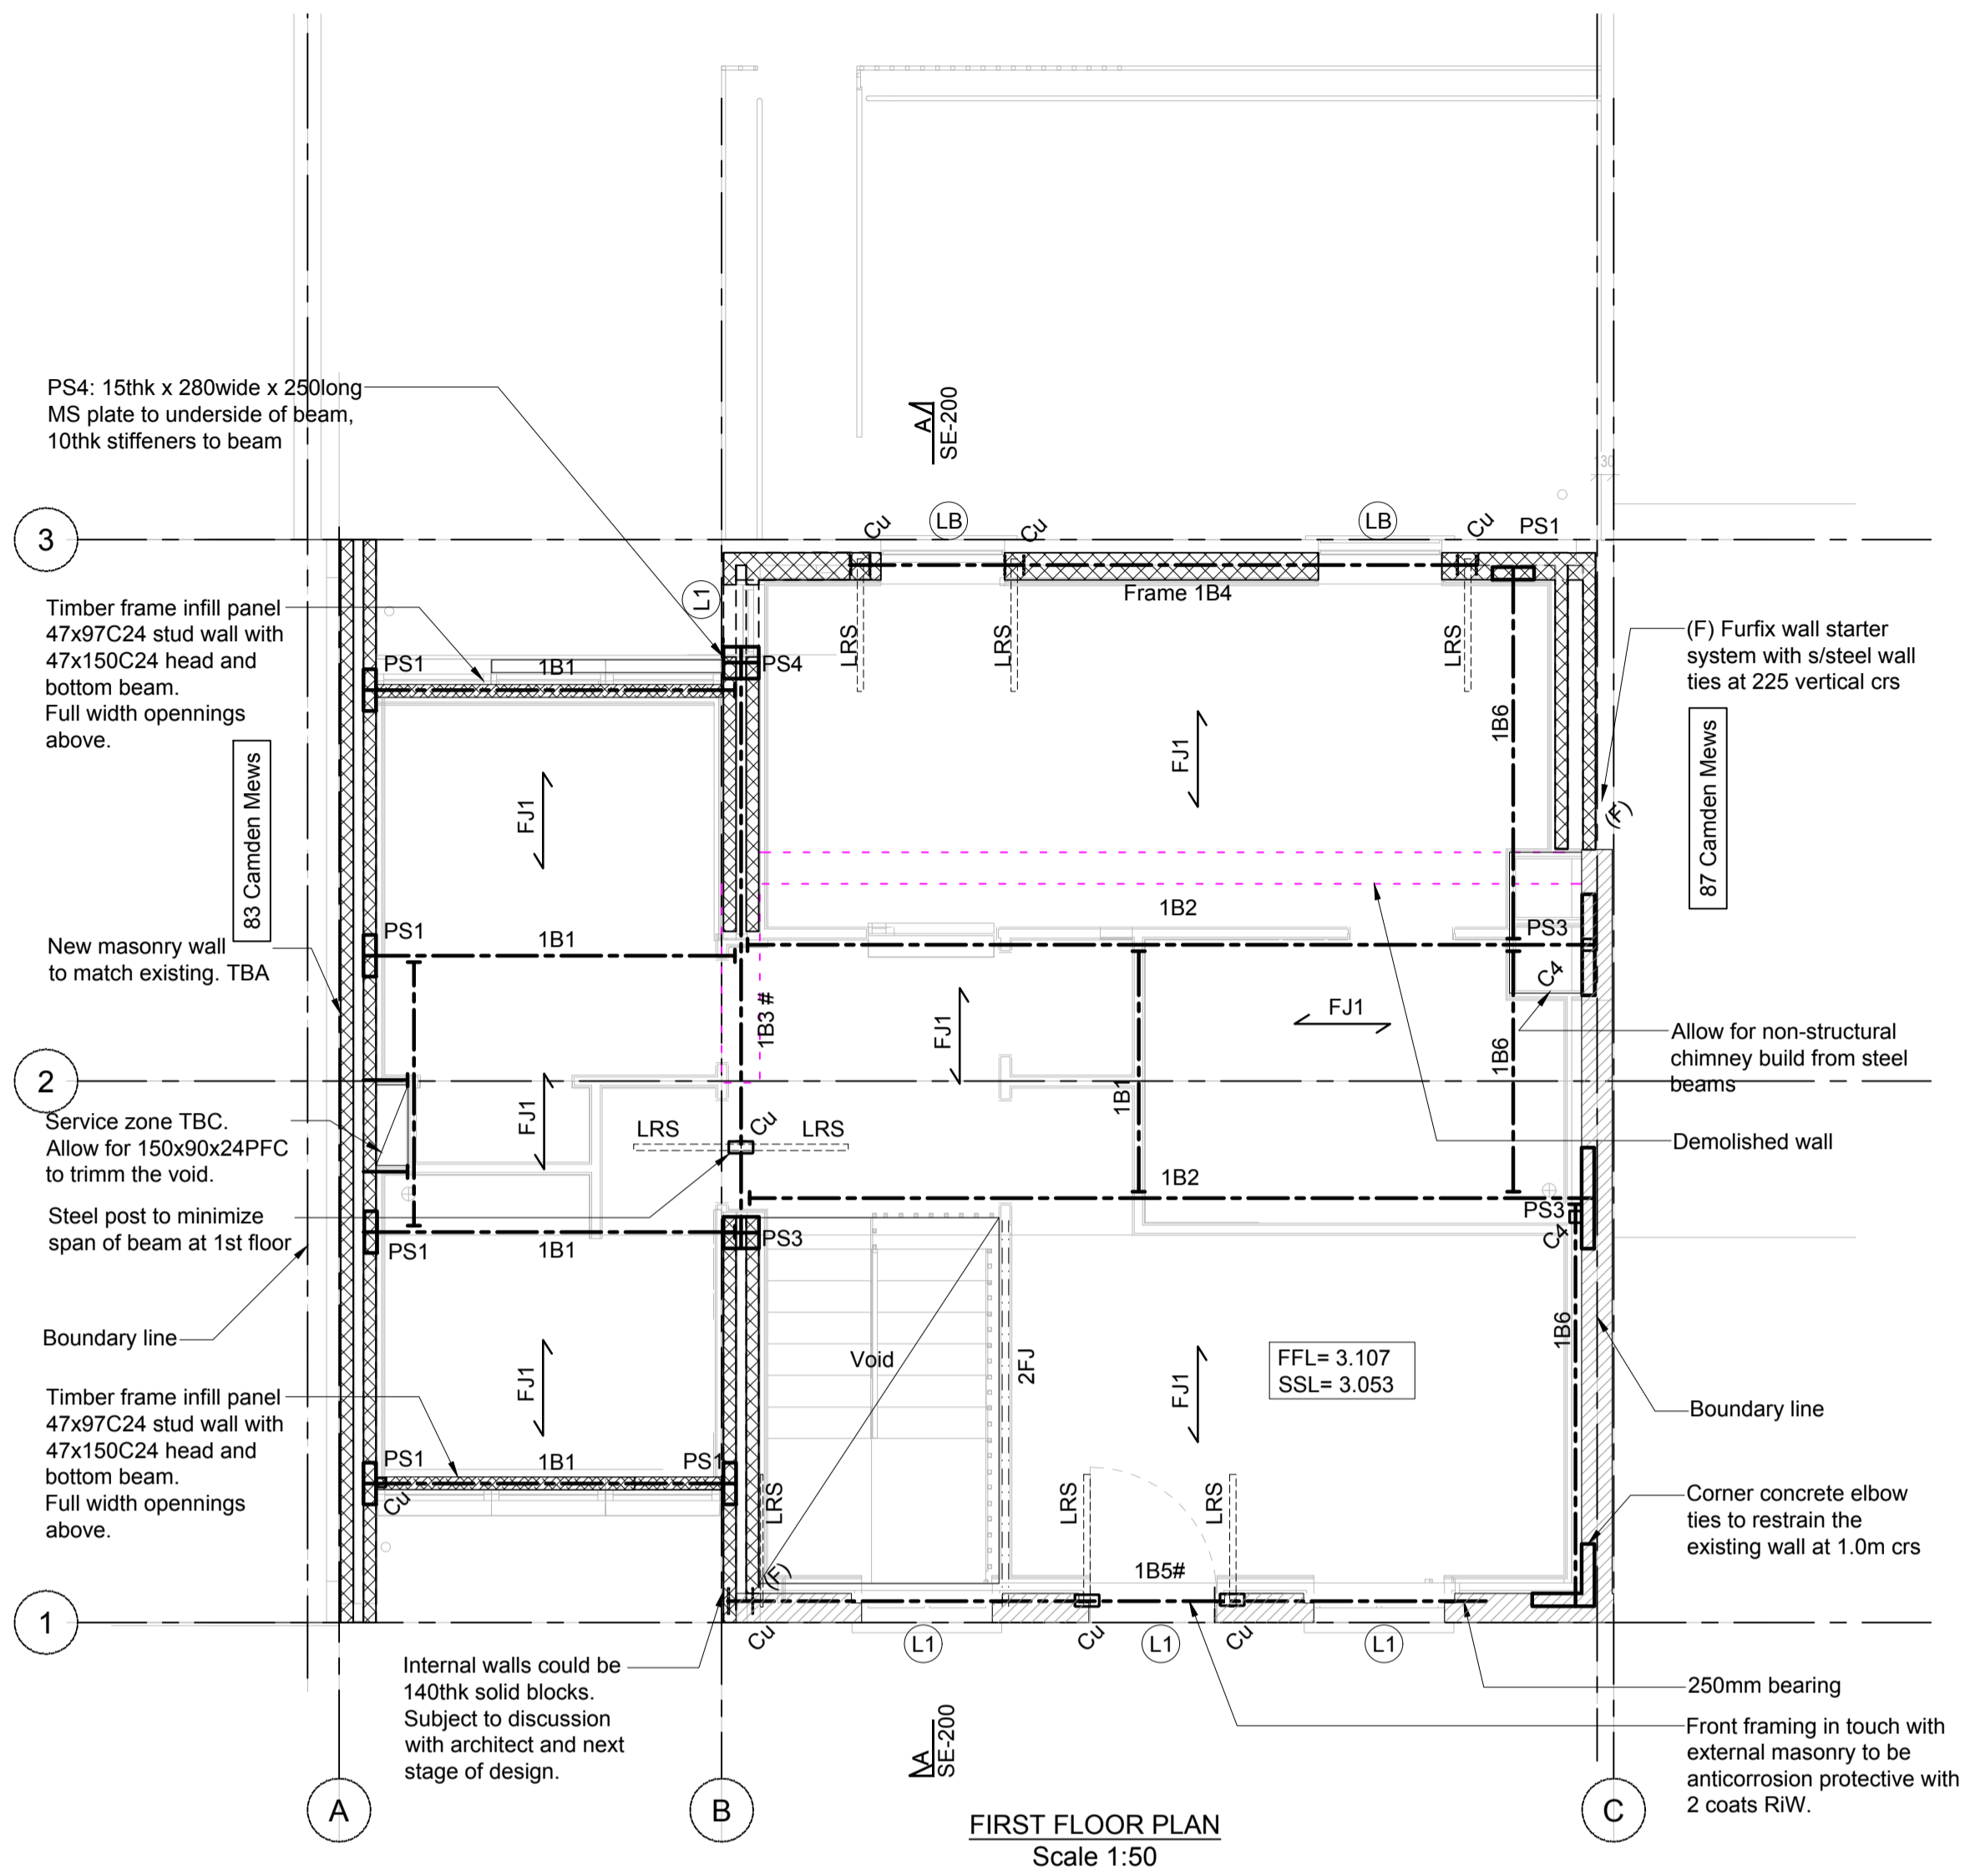 PS4: 15thk x 280wide x 250long
MS plate to underside of beam,
10thk stiffeners to beam
A
SE-200
130
3
Cu
LB
Cu
LB
Cu
PS1
L1
Frame 1B4
Timber frame infill panel
47x97C24 stud wall with
47x150C24 head and
bottom beam.
Full width opennings
above.
PS1
1B1
PS4
LRS
LRS
LRS
(F) Furfix wall starter
system with s/steel wall
ties at 225 vertical crs
83 Camden Mews
FJ1
FJ1
1B6
87 Camden Mews
(F)
New masonry wall
to match existing. TBA
PS1
1B1
1B2
PS3
C4
1B3 #
FJ1
FJ1
1B6
Allow for non-structural
chimney build from steel
beams
2
1B1
Service zone TBC.
Allow for 150x90x24PFC
to trimm the void.
FJ1
LRS
Cu
LRS
Demolished wall
1B2
Steel post to minimize
span of beam at 1st floor
PS1
1B1
PS3
PS3
C4
Boundary line
FJ1
Void
2FJ
FJ1
FFL= 3.107
SSL= 3.053
1B6
Boundary line
Timber frame infill panel
47x97C24 stud wall with
47x150C24 head and
bottom beam.
Full width opennings
above.
PS1
1B1
PS1
Cu
LRS
LRS
LRS
Corner concrete elbow
ties to restrain the
existing wall at 1.0m crs
(F)
1B5#
1
Cu
L1
Cu
L1
Cu
L1
Internal walls could be
140thk solid blocks.
Subject to discussion
with architect and next
stage of design.
250mm bearing
Front framing in touch with
external masonry to be
anticorrosion protective with
2 coats RiW.
A
SE-200
A
B
C
FIRST FLOOR PLAN
Scale 1:50